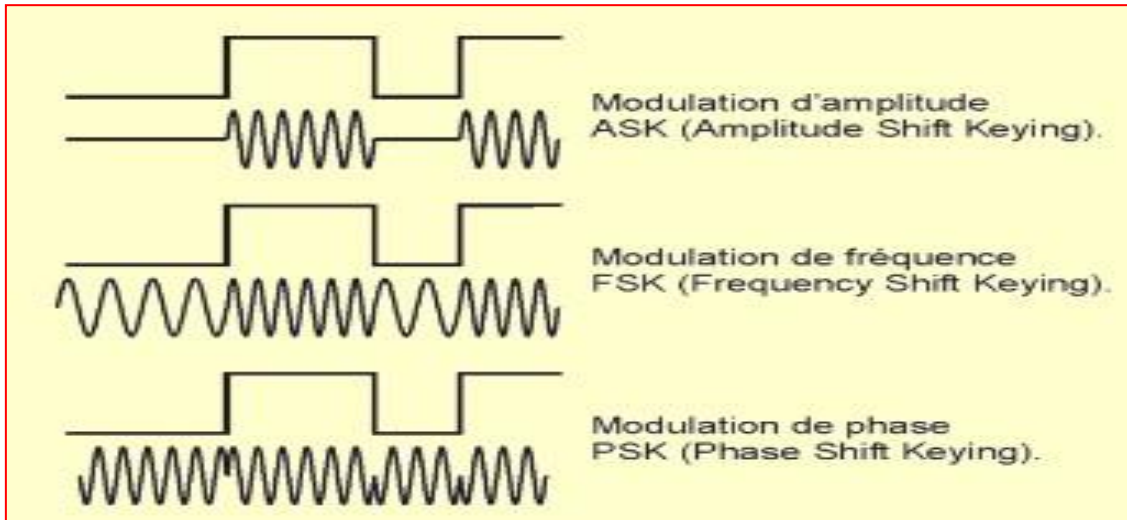 Modulation d'amplitude
ASK (Amplitude Shift Keying).
Modulation de fréquence
FSK (Frequency Shift Keying).
Modulation de phase
PSK (Phase Shift Keying).